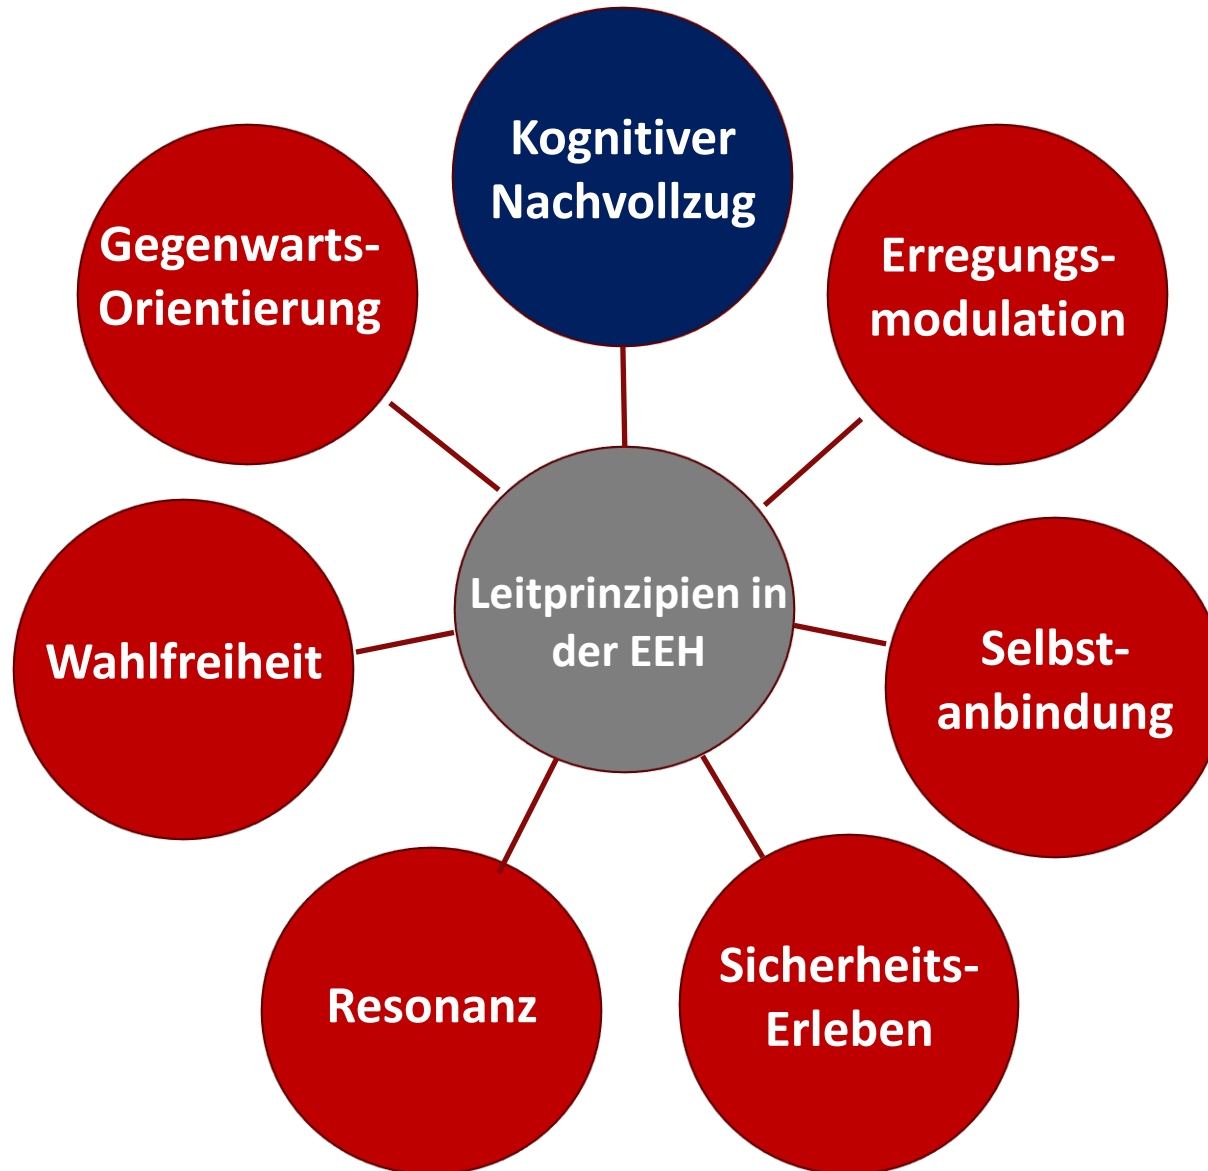 Kognitiver
Nachvollzug
Gegenwarts-
Orientierung
Erregungs-
modulation
Leitprinzipien in
der EEH
Wahlfreiheit
Selbst-
anbindung
Resonanz
Sicherheits-
Erleben